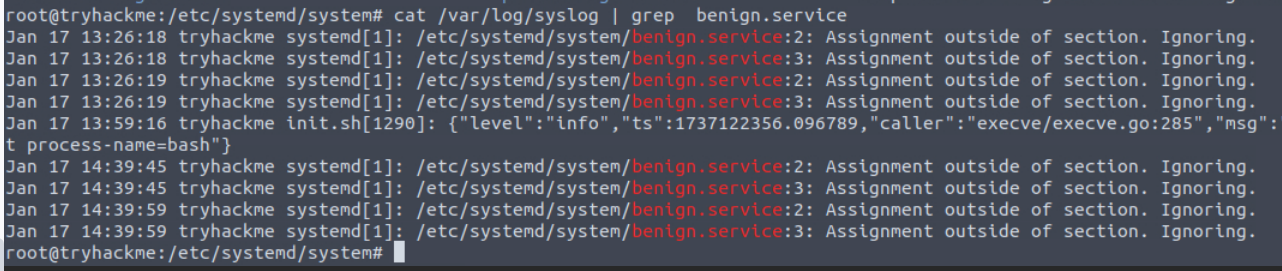 root@tryhackme:/etc/systemd/system# cat /var/log/syslog | grep  benign.service
Jan 17 13:26:18 tryhackme systemd[1]: /etc/systemd/system/benign.service:2: Assignment outside of section. Ignoring.
Jan 17 13:26:18 tryhackme systemd[1]: /etc/systemd/system/benign.service:3: Assignment outside of section. Ignoring.
Jan 17 13:26:19 tryhackme systemd[1]: /etc/systemd/system/benign.service:2: Assignment outside of section. Ignoring.
Jan 17 13:26:19 tryhackme systemd[1]: /etc/systemd/system/benign.service:3: Assignment outside of section. Ignoring.
Jan 17 13:59:16 tryhackme init.sh[1290]: {"level":"info","ts":1737122356.096789,"caller":"execve/execve.go:285","msg":
t process-name=bash"}
Jan 17 14:39:45 tryhackme systemd[1]: /etc/systemd/system/benign.service:2: Assignment outside of section. Ignoring.
Jan 17 14:39:45 tryhackme systemd[1]: /etc/systemd/system/benign.service:3: Assignment outside of section. Ignoring.
Jan 17 14:39:59 tryhackme systemd[1]: /etc/systemd/system/benign.service:2: Assignment outside of section. Ignoring.
Jan 17 14:39:59 tryhackme systemd[1]: /etc/systemd/system/benign.service:3: Assignment outside of section. Ignoring.
root@tryhackme:/etc/systemd/system#